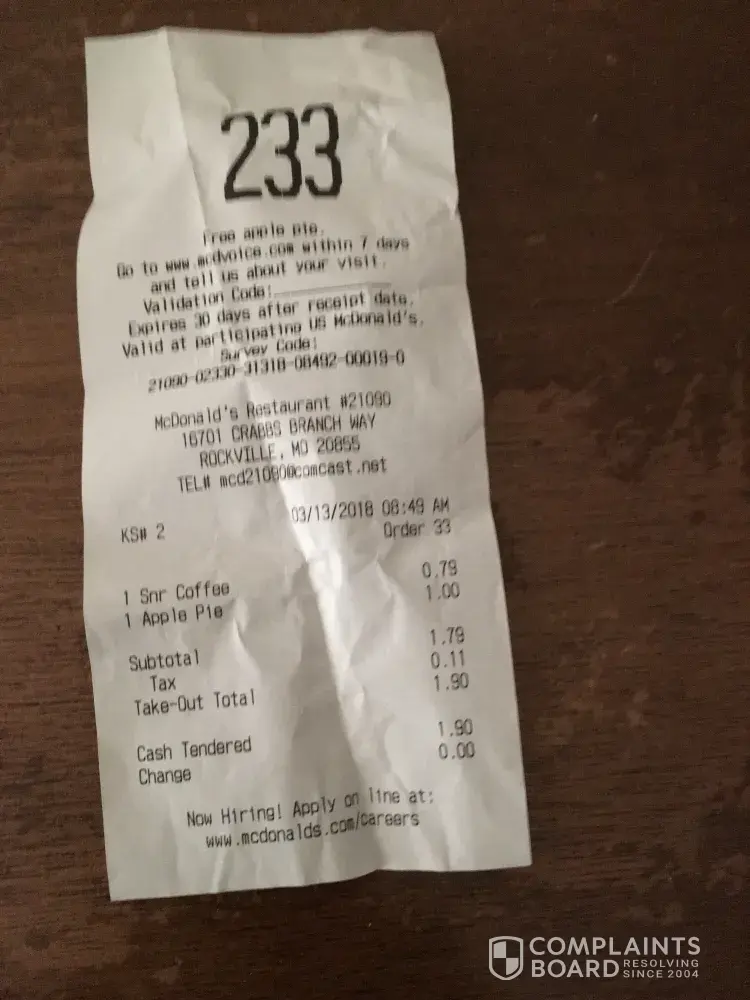 233
Free apple pie.
Go to www.mcdvoice.com within 7 days
and tell us about your visit.
Validation Code:
Expires 30 days after receipt date.
Valid at participating US McDonald's.
Survey Code:
21090-02330-31318-08492-00019-0
McDonald's Restaurant #21090
16701 CRABBS BRANCH WAY
ROCKVILLE, MD 20855
TEL# mcd21090@comcast.net
KS# 2 03/13/2018 08:49 AM
Order 33
1 Snr Coffee 0.79
1 Apple Pie 1.00
Subtotal 1.79
Tax 0.11
Take-Out Total 1.90
Cash Tendered 1.90
Change 0.00
Now Hiring! Apply on line at:
www.mcdonalds.com/careers
COMPLAINTS
BOARD RESOLVING
SINCE 2004